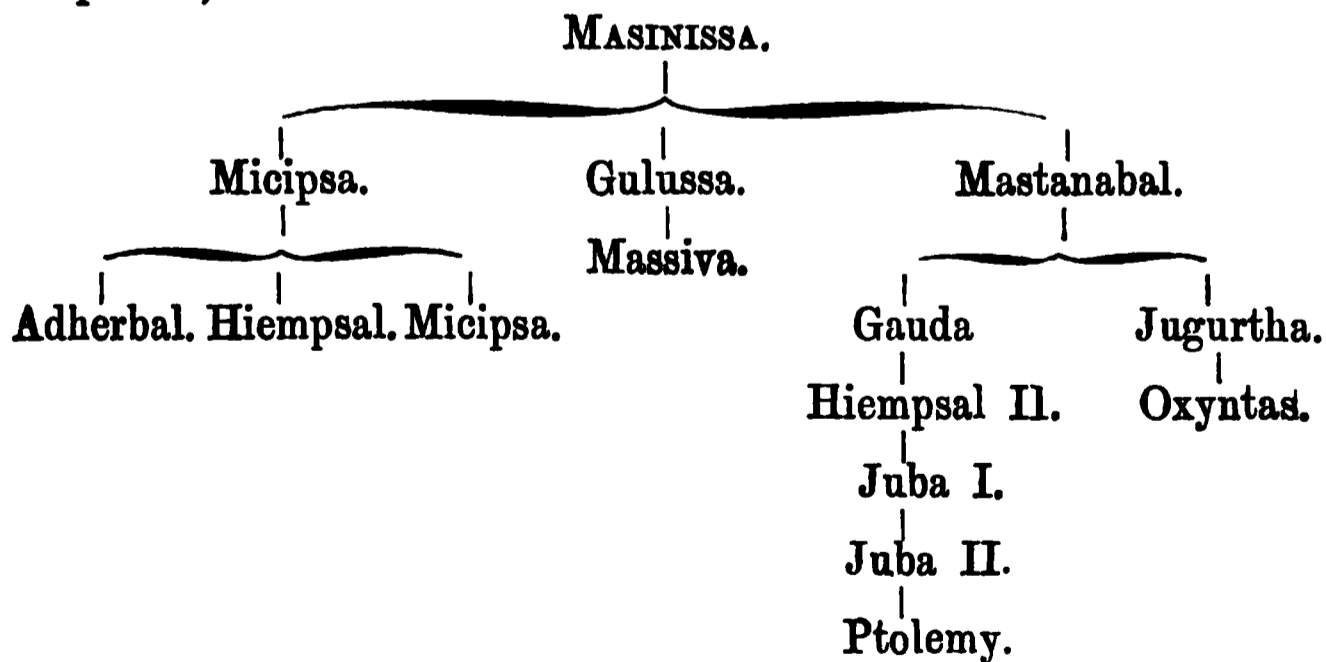 MASINISSA.
Micipsa. Gulussa. Mastanabal.
Massiva.
Adherbal. Hiempsal. Micipsa. Gauda Jugurtha.
Hiempsal II. Oxyntas.
Juba I.
Juba II.
Ptolemy.